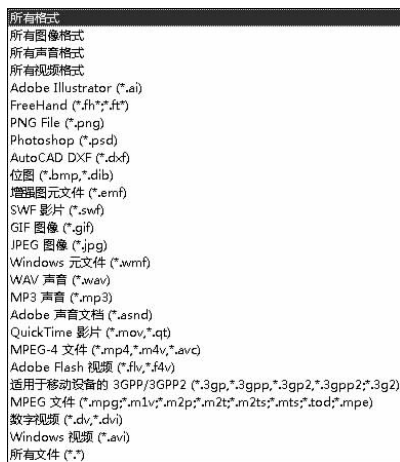 所有格式
所有图像格式
所有声音格式
所有视频格式
Adobe Illustrator (*.ai)
FreeHand (*.fh*;*.ft*)
PNG File (*.png)
Photoshop (*.psd)
AutoCAD DXF (*.dxf)
位图 (*.bmp,*.dib)
增强图元文件 (*.emf)
SWF 影片 (*.swf)
GIF 图像 (*.gif)
JPEG 图像 (*.jpg)
Windows 元文件 (*.wmf)
WAV 声音 (*.wav)
MP3 声音 (*.mp3)
Adobe 声音文档 (*.asnd)
QuickTime 影片 (*.mov,*.qt)
MPEG-4 文件 (*.mp4,*.m4v,*.avc)
Adobe Flash 视频 (*.flv,*.f4v)
适用于移动设备的 3GPP/3GPP2 (*.3gp,*.3gpp,*.3gp2,*.3gpp2;*.3g2)
MPEG 文件 (*.mpg;*.m1v;*.m2p;*.m2t;*.m2ts;*.mts;*.tod;*.mpe)
数字视频 (*.dv,*.dvi)
Windows 视频 (*.avi)
所有文件 (*.*)